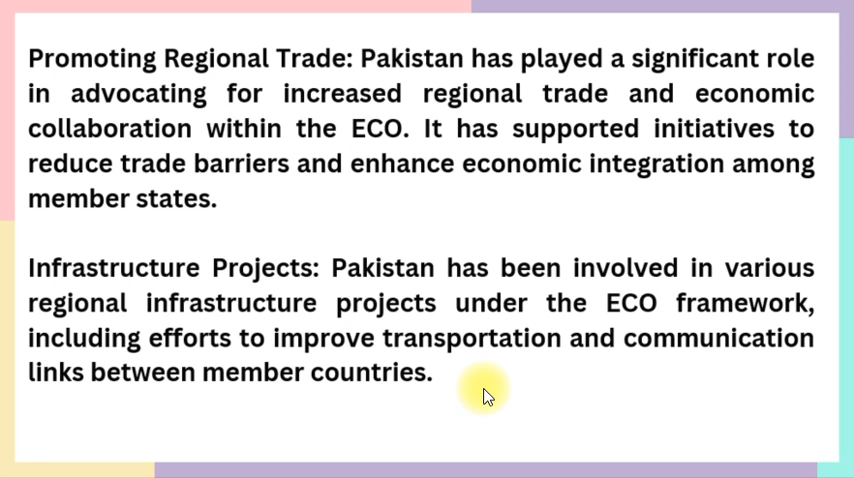 Promoting Regional Trade: Pakistan has played a significant role
in advocating for increased regional trade and economic
collaboration within the ECO. It has supported initiatives to
reduce trade barriers and enhance economic integration among
member states.
Infrastructure Projects: Pakistan has been involved in various
regional infrastructure projects under the ECO framework,
including efforts to improve transportation and communication
links between member countries.